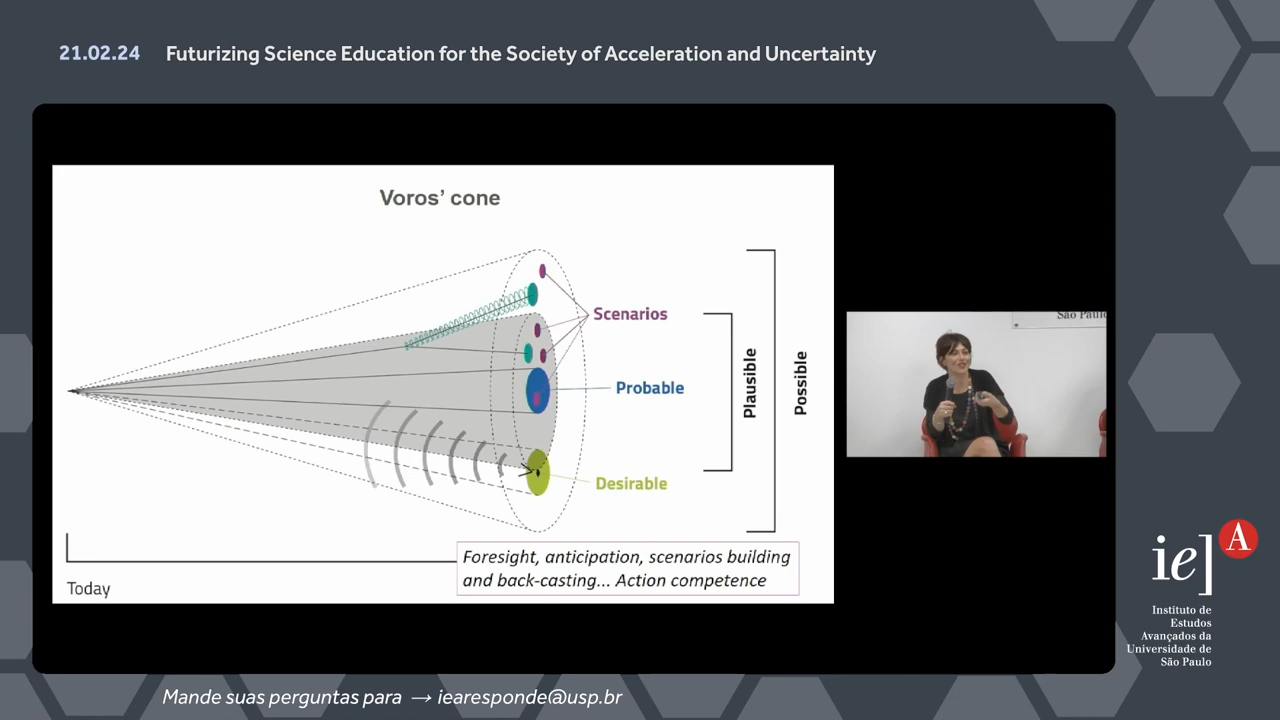 21.02.24 Futurizing Science Education for the Society of Acceleration and Uncertainty
Voros' cone
Scenarios
Probable
Desirable
Plausible
Possible
Foresight, anticipation, scenarios building
and back-casting... Action competence
Today
São Paulo
ie]A
Instituto de
Estudos
Avançados da
Universidade de
São Paulo
Mande suas perguntas para → iearesponde@usp.br